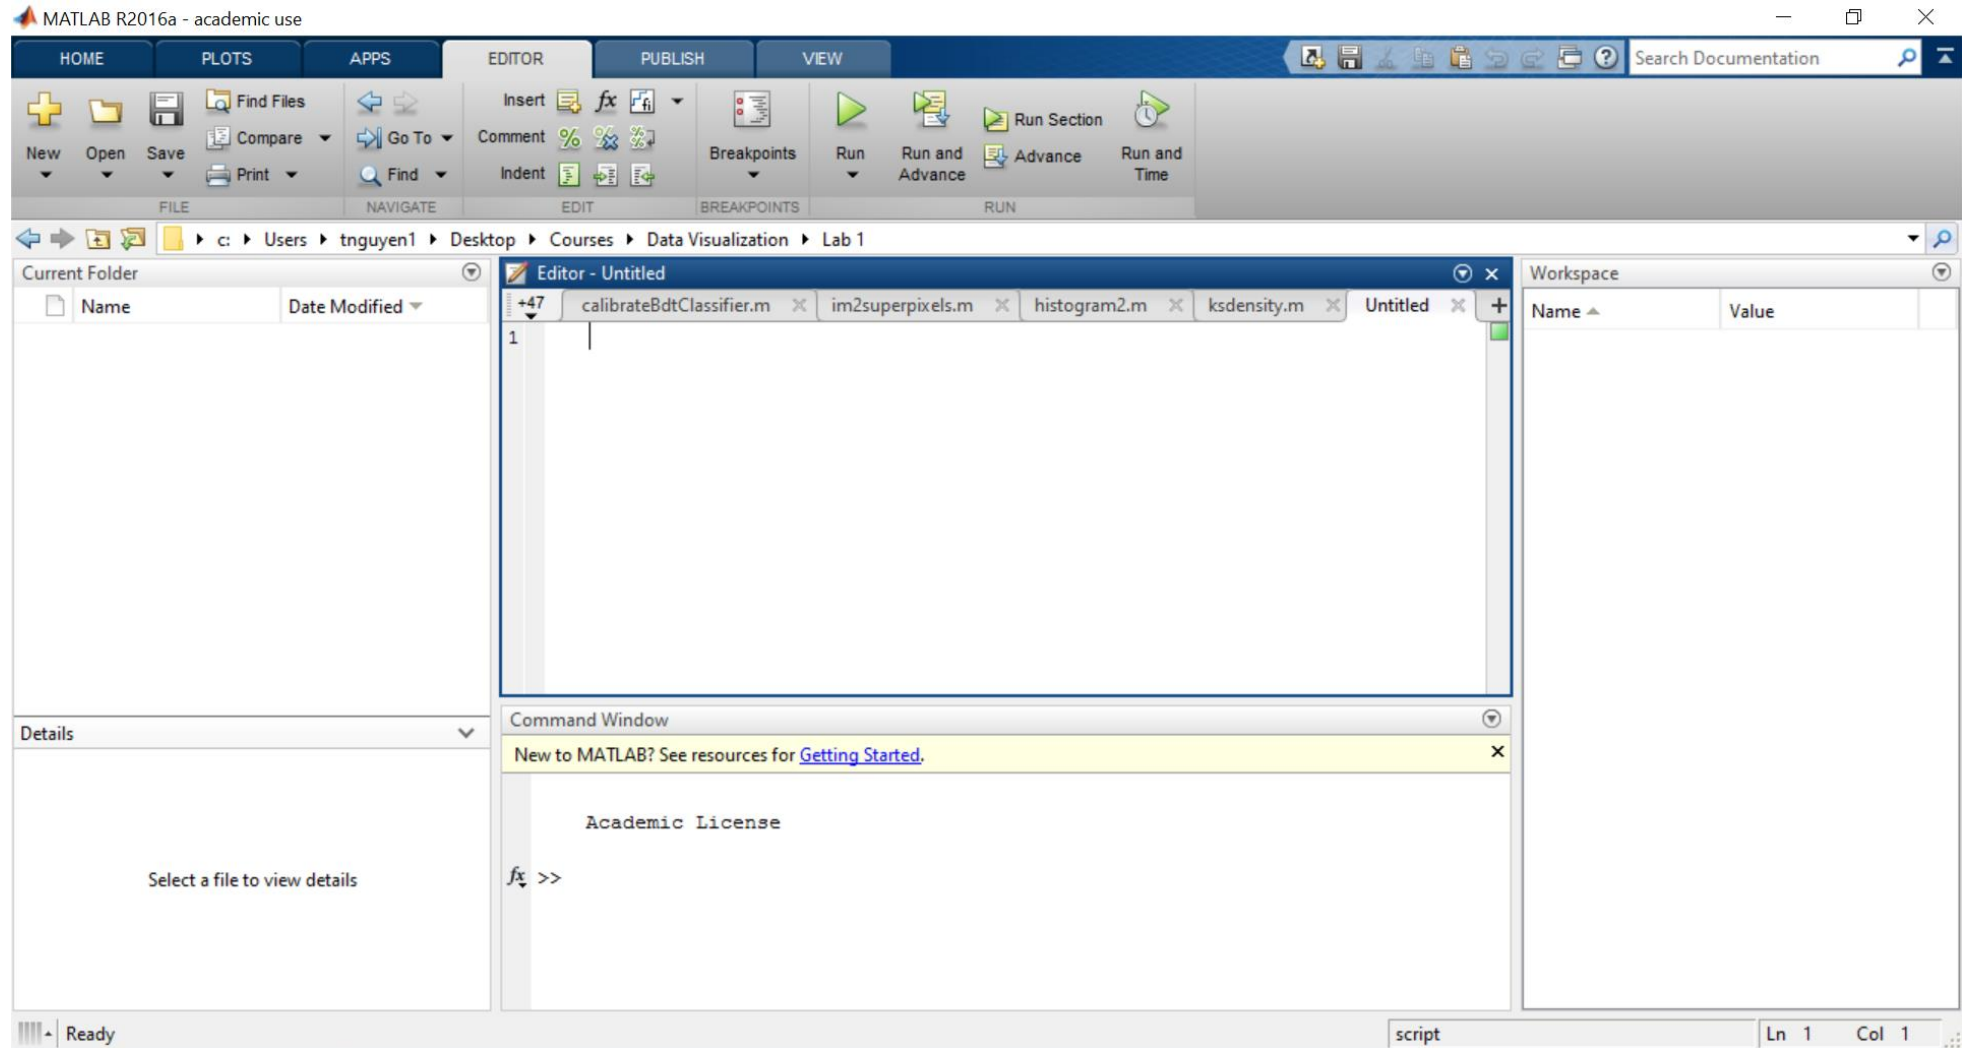 MATLAB R2016a - academic use
HOME PLOTS APPS EDITOR PUBLISH VIEW Search Documentation
New Open Save
Find Files
Compare
Print
FILE
Go To
Find
NAVIGATE
Insert fx fi
Comment
Indent
EDIT
Breakpoints
BREAKPOINTS
Run
Run and Advance
Run Section
Advance
Run and Time
RUN
c: Users tnguyen1 Desktop Courses Data Visualization Lab 1
Current Folder
Name Date Modified
Details
Select a file to view details
Editor - Untitled
+47 calibrateBdtClassifier.m im2superpixels.m histogram2.m ksdensity.m Untitled +
1
Command Window
New to MATLAB? See resources for Getting Started.
Academic License
fx >>
Workspace
Name Value
Ready script Ln 1 Col 1